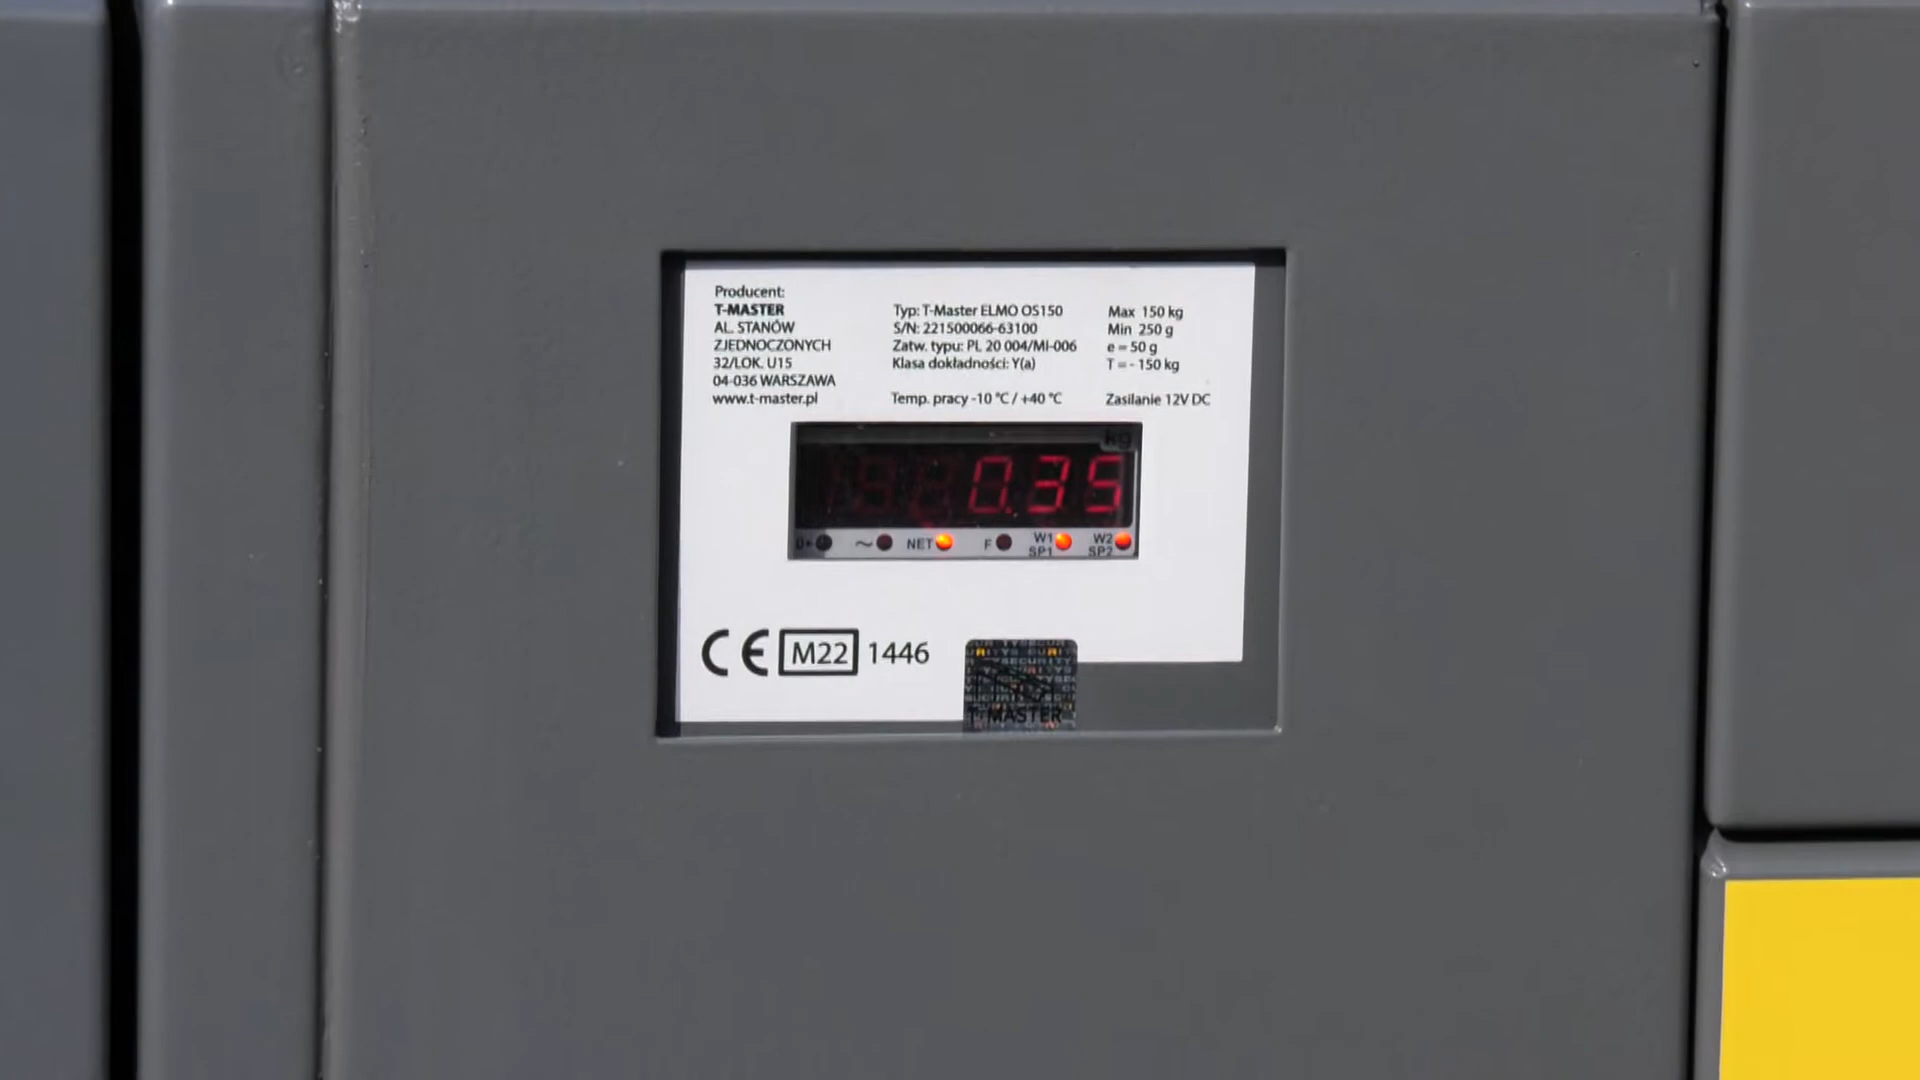 Producent:
T-MASTER
AL. STANÓW
ZJEDNOCZONYCH
32/LOK. U15
04-036 WARSZAWA
www.t-master.pl
Typ: T-Master ELMO OS150
S/N: 221500066-63100
Zatw. typu: PL 20 004/MI-006
Klasa dokładności: Y(a)
Temp. pracy -10 °C / +40 °C
Max 150 kg
Min 250 g
e = 50 g
T = - 150 kg
Zasilanie 12V DC
kg
0.35
~ NET F W1 SP1 W2 SP2
CE M22 1446
SECURITY
T-MASTER